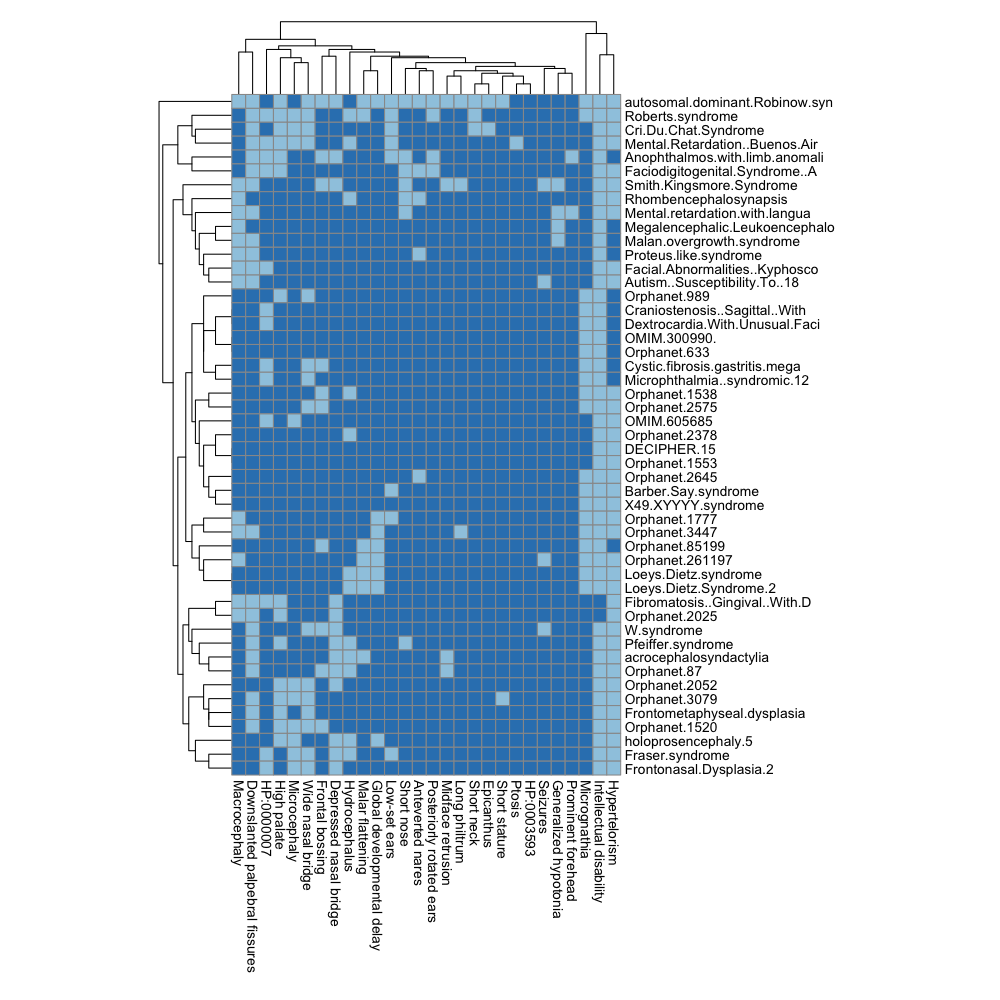 autosomal.dominant.Robinow.syn
Roberts.syndrome
Cri.Du.Chat.Syndrome
Mental.Retardation..Buenos.Air
Anophthalmos.with.limb.anomali
Faciodigitogenital.Syndrome..A
Smith.Kingsmore.Syndrome
Rhombencephalosynapsis
Mental.retardation.with.langua
Megalencephalic.Leukoencephalo
Malan.overgrowth.syndrome
Proteus.like.syndrome
Facial.Abnormalities..Kyphosco
Autism..Susceptibility.To..18
Orphanet.989
Craniostenosis..Sagittal..With
Dextrocardia.With.Unusual.Faci
OMIM.300990.
Orphanet.633
Cystic.fibrosis.gastritis.mega
Microphthalmia..syndromic.12
Orphanet.1538
Orphanet.2575
OMIM.605685
Orphanet.2378
DECIPHER.15
Orphanet.1553
Orphanet.2645
Barber.Say.syndrome
X49.XYYYY.syndrome
Orphanet.1777
Orphanet.3447
Orphanet.85199
Orphanet.261197
Loeys.Dietz.syndrome
Loeys.Dietz.Syndrome.2
Fibromatosis..Gingival..With.D
Orphanet.2025
W.syndrome
Pfeiffer.syndrome
acrocephalosyndactylia
Orphanet.87
Orphanet.2052
Orphanet.3079
Frontometaphyseal.dysplasia
Orphanet.1520
holoprosencephaly.5
Fraser.syndrome
Frontonasal.Dysplasia.2
Macrocephaly
Downslanted palpebral fissures
HP:0000007
High palate
Microcephaly
Wide nasal bridge
Frontal bossing
Depressed nasal bridge
Hydrocephalus
Malar flattening
Global developmental delay
Low-set ears
Short nose
Anteverted nares
Posteriorly rotated ears
Midface retrusion
Long philtrum
Short neck
Epicanthus
Short stature
Ptosis
HP:0003593
Seizures
Generalized hypotonia
Prominent forehead
Micrognathia
Intellectual disability
Hypertelorism